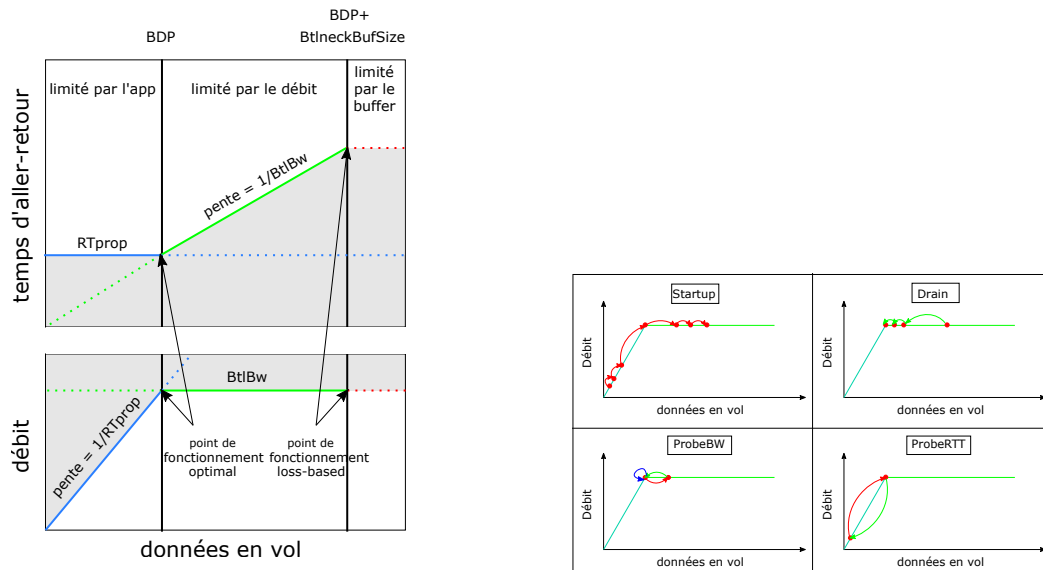 BDP
BDP+
BtlneckBufSize
limité par l'app
limité par le débit
limité
par le
buffer
temps d'aller-retour
RTprop
pente = 1/BtlBw
BtlBw
pente = 1/RTprop
débit
point de
fonctionnement
optimal
point de
fonctionnement
loss-based
données en vol
Startup
Débit
données en vol
Drain
Débit
données en vol
ProbeBW
Débit
données en vol
ProbeRTT
Débit
données en vol